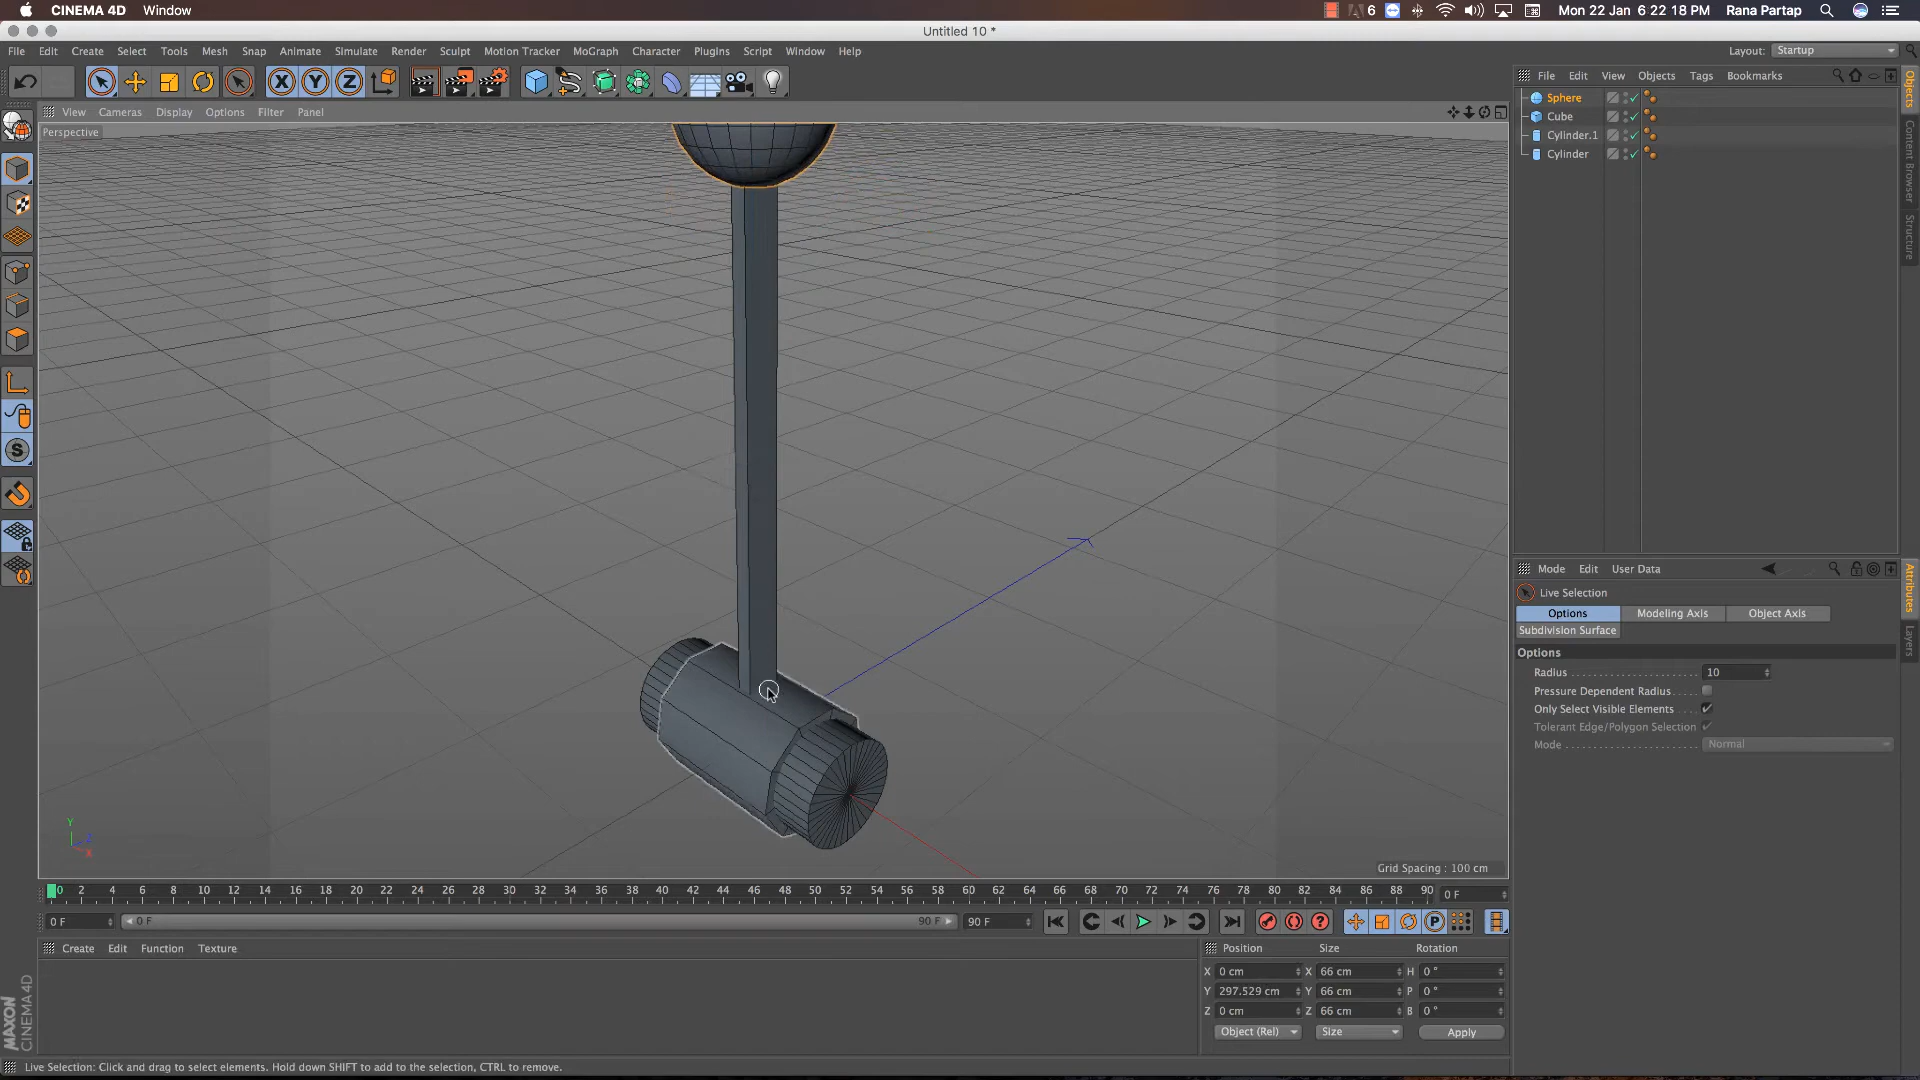 CINEMA 4D Window 6 Mon 22 Jan 6 22 18 PM Rana Partap
Untitled 10 *
File Edit Create Select Tools Mesh Snap Animate Simulate Render Sculpt Motion Tracker MoGraph Character Plugins Script Window Help Layout: Startup
X Y Z
File Edit View Objects Tags Bookmarks
View Cameras Display Options Filter Panel
Perspective
Sphere
Cube
Cylinder.1
Cylinder
Objects
Content Browser
Structure
Mode Edit User Data
Live Selection
Options Modeling Axis Object Axis
Subdivision Surface
Options
Radius 10
Pressure Dependent Radius
Only Select Visible Elements
Tolerant Edge/Polygon Selection
Mode Normal
Attributes
Layers
S
Y
Z
X
Grid Spacing : 100 cm
0 2 4 6 8 10 12 14 16 18 20 22 24 26 28 30 32 34 36 38 40 42 44 46 48 50 52 54 56 58 60 62 64 66 68 70 72 74 76 78 80 82 84 86 88 90 0 F
0 F 0 F 90 F 90 F P
Create Edit Function Texture
Position Size Rotation
X 0 cm X 66 cm H 0 °
Y 297.529 cm Y 66 cm P 0 °
Z 0 cm Z 66 cm B 0 °
Object (Rel) Size Apply
MAXON CINEMA 4D
Live Selection: Click and drag to select elements. Hold down SHIFT to add to the selection, CTRL to remove.